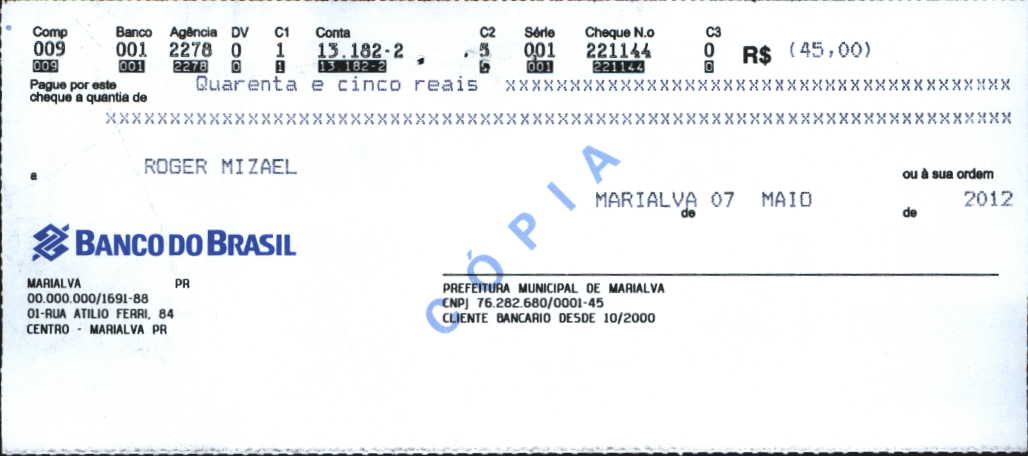 Comp Banco Agência DV C1 Conta C2 Série Cheque N.o C3
009 001 2278 0 1 13.182-2 5 001 221144 0 R$ (45,00)
009 001 2278 0 1 13.182-2 5 001 221144 0
Pague por este
cheque a quantia de Quarenta e cinco reais XXXXXXXXXXXXXXXXXXXXXXXXXXXXXXXXXXXXXXX
XXXXXXXXXXXXXXXXXXXXXXXXXXXXXXXXXXXXXXXXXXXXXXXXXXXXXXXXXXXXXXXXXXXXX
a ROGER MIZAEL ou à sua ordem
MARIALVA de 07 MAIO de 2012
CÓPIA
BANCO DO BRASIL
MARIALVA PR
00.000.000/1691-88
01-RUA ATILIO FERRI, 84
CENTRO - MARIALVA PR
PREFEITURA MUNICIPAL DE MARIALVA
CNPJ 76.282.680/0001-45
CLIENTE BANCARIO DESDE 10/2000